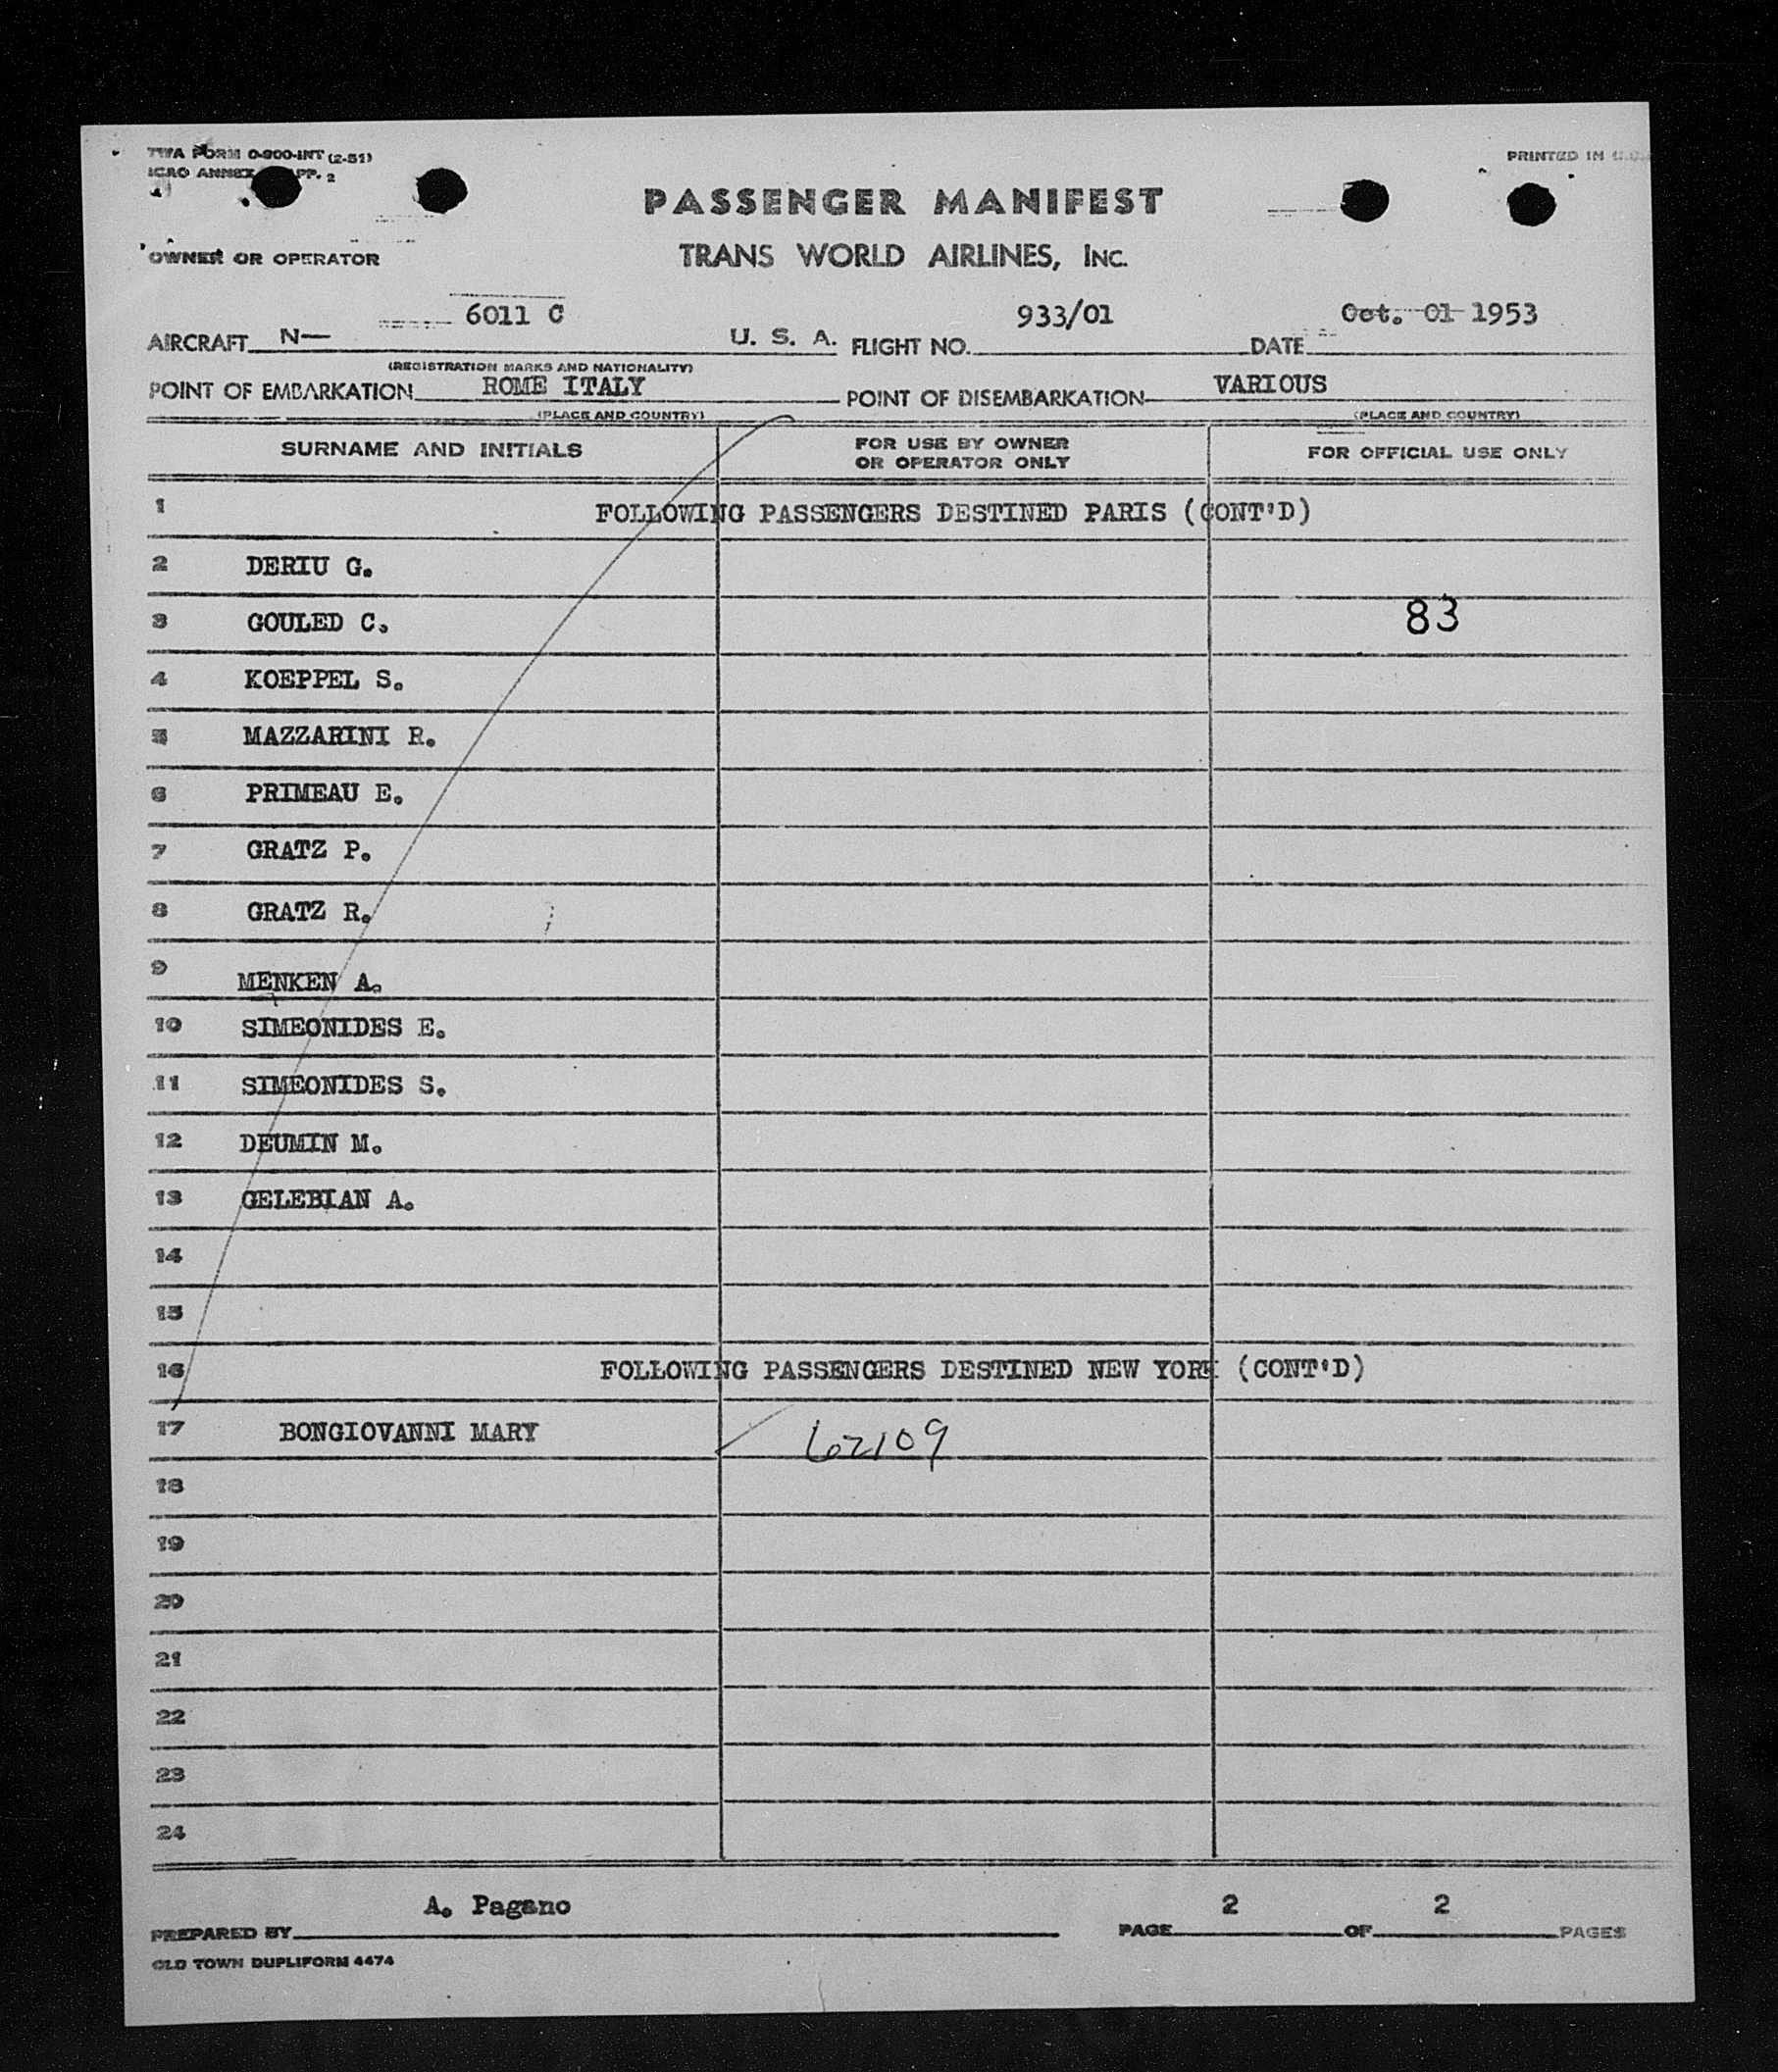 TWA FORM 0-900-INT (2-51)
PRINTED IN U.S.
ICAO ANNEX APP. 2
PASSENGER MANIFEST
OWNER OR OPERATOR
TRANS WORLD AIRLINES, INC.
AIRCRAFT N— 6011 C U. S. A. FLIGHT NO. 933/01 DATE Oct. 01 1953
(REGISTRATION MARKS AND NATIONALITY)
POINT OF EMBARKATION ROME ITALY POINT OF DISEMBARKATION VARIOUS
(PLACE AND COUNTRY) (PLACE AND COUNTRY)
SURNAME AND INITIALS FOR USE BY OWNER OR OPERATOR ONLY FOR OFFICIAL USE ONLY
1 FOLLOWING PASSENGERS DESTINED PARIS (CONT'D)
2 DERIU G.
3 GOULED C. 83
4 KOEPPEL S.
5 MAZZARINI R.
6 PRIMEAU E.
7 GRATZ P.
8 GRATZ R.
9 MENKEN A.
10 SIMEONIDES E.
11 SIMEONIDES S.
12 DEUMIN M.
13 GELEBIAN A.
14
15
16 FOLLOWING PASSENGERS DESTINED NEW YORK (CONT'D)
17 BONGIOVANNI MARY 62109
18
19
20
21
22
23
24
PREPARED BY A. Pagano PAGE 2 OF 2 PAGES
OLD TOWN DUPLIFORM 4474